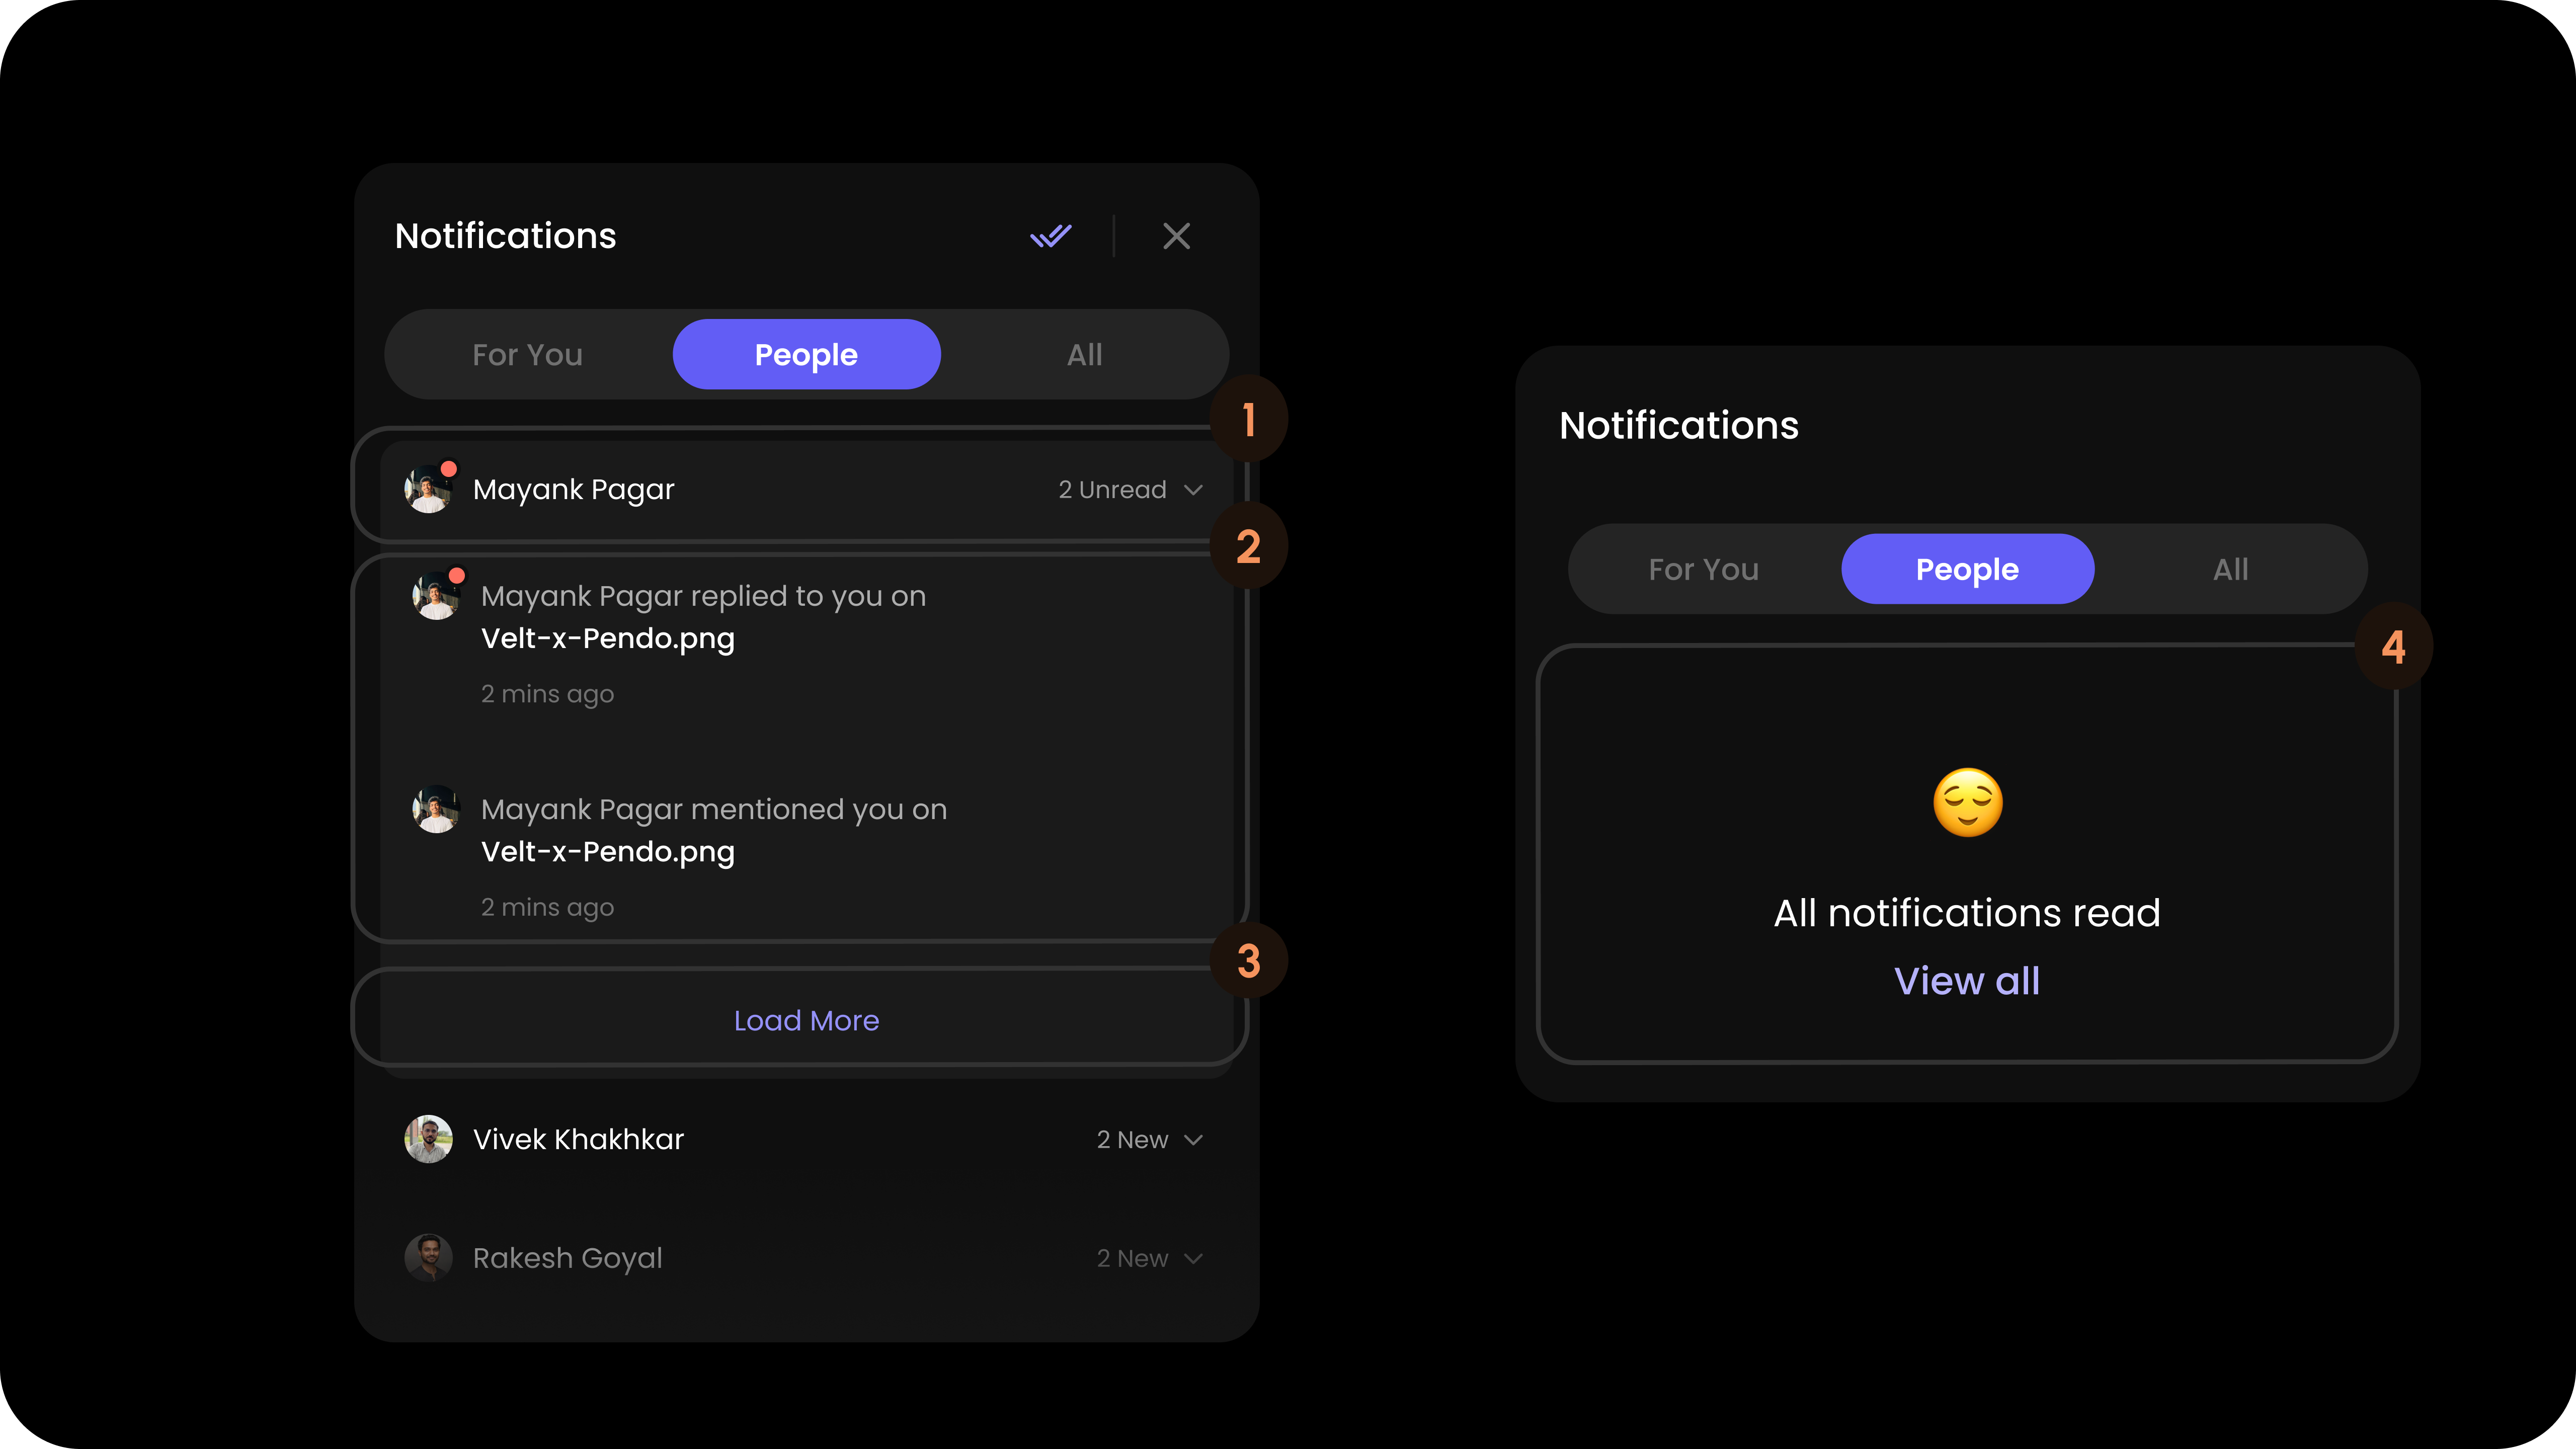 Notifications
For You
People
All
1
Mayank Pagar
2 Unread
2
Mayank Pagar replied to you on
Velt-x-Pendo.png
2 mins ago
Mayank Pagar mentioned you on
Velt-x-Pendo.png
2 mins ago
3
Load More
Vivek Khakhkar
2 New
Rakesh Goyal
2 New
Notifications
For You
People
All
4
All notifications read
View all